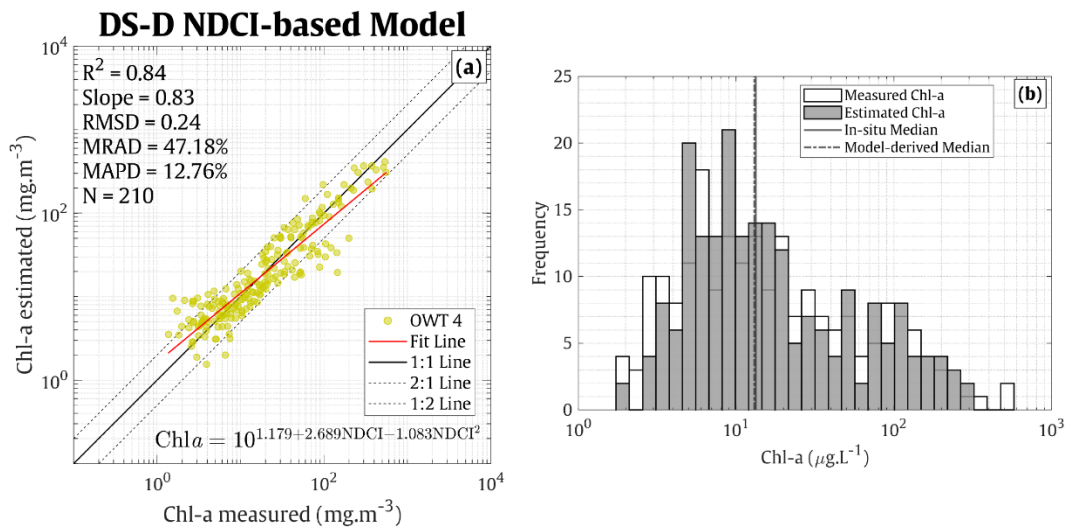 DS-D NDCI-based Model
(a)
R² = 0.84
Slope = 0.83
RMSD = 0.24
MRAD = 47.18%
MAPD = 12.76%
N = 210
Chl-a estimated (mg.m⁻³)
10⁴
10²
10⁰
OWT 4
Fit Line
1:1 Line
2:1 Line
1:2 Line
Chla = 10^1.179+2.689NDCI−1.083NDCI²
10⁰ 10² 10⁴
Chl-a measured (mg.m⁻³)
(b)
Measured Chl-a
Estimated Chl-a
In-situ Median
Model-derived Median
Frequency
25
20
15
10
5
0
10⁰ 10¹ 10² 10³
Chl-a (μg.L⁻¹)